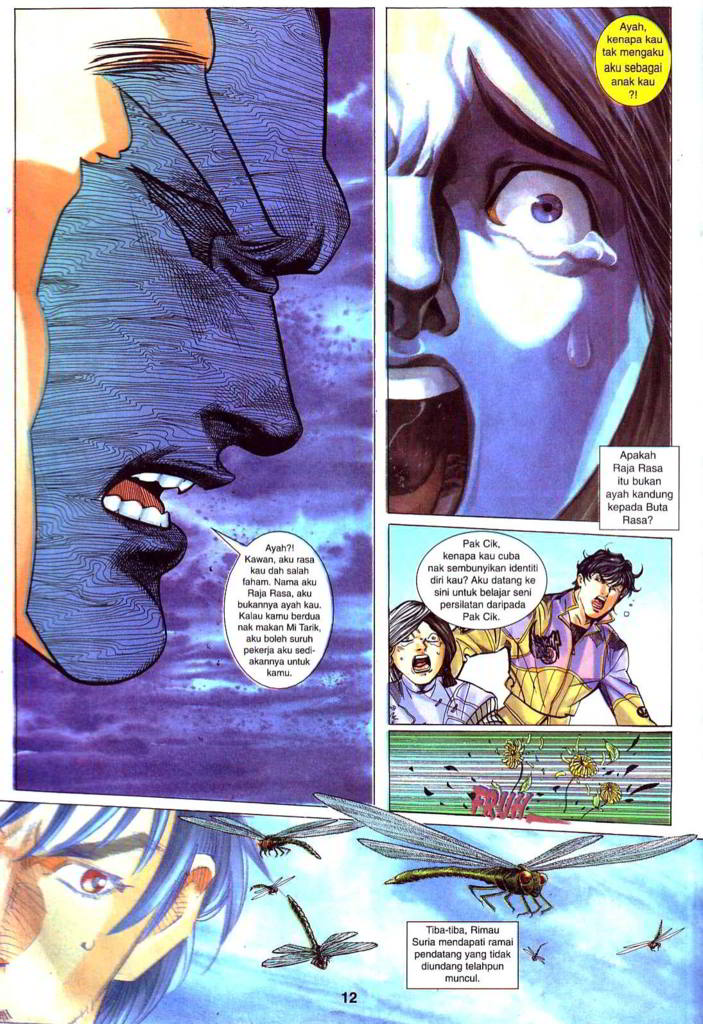 Ayah?!
Kawan, aku rasa
kau dah salah
faham. Nama aku
Raja Rasa, aku
bukannya ayah kau.
Kalau kamu berdua
nak makan Mi Tarik,
aku boleh suruh
pekerja aku sedi-
akannya untuk
kamu.
Ayah,
kenapa kau
tak mengaku
aku sebagai
anak kau
?!
Apakah
Raja Rasa
itu bukan
ayah kandung
kepada Buta
Rasa?
Pak Cik,
kenapa kau cuba
nak sembunyikan identiti
diri kau? Aku datang ke
sini untuk belajar seni
persilatan daripada
Pak Cik.
FRUH
Tiba-tiba, Rimau
Suria mendapati ramai
pendatang yang tidak
diundang telahpun
muncul.
12